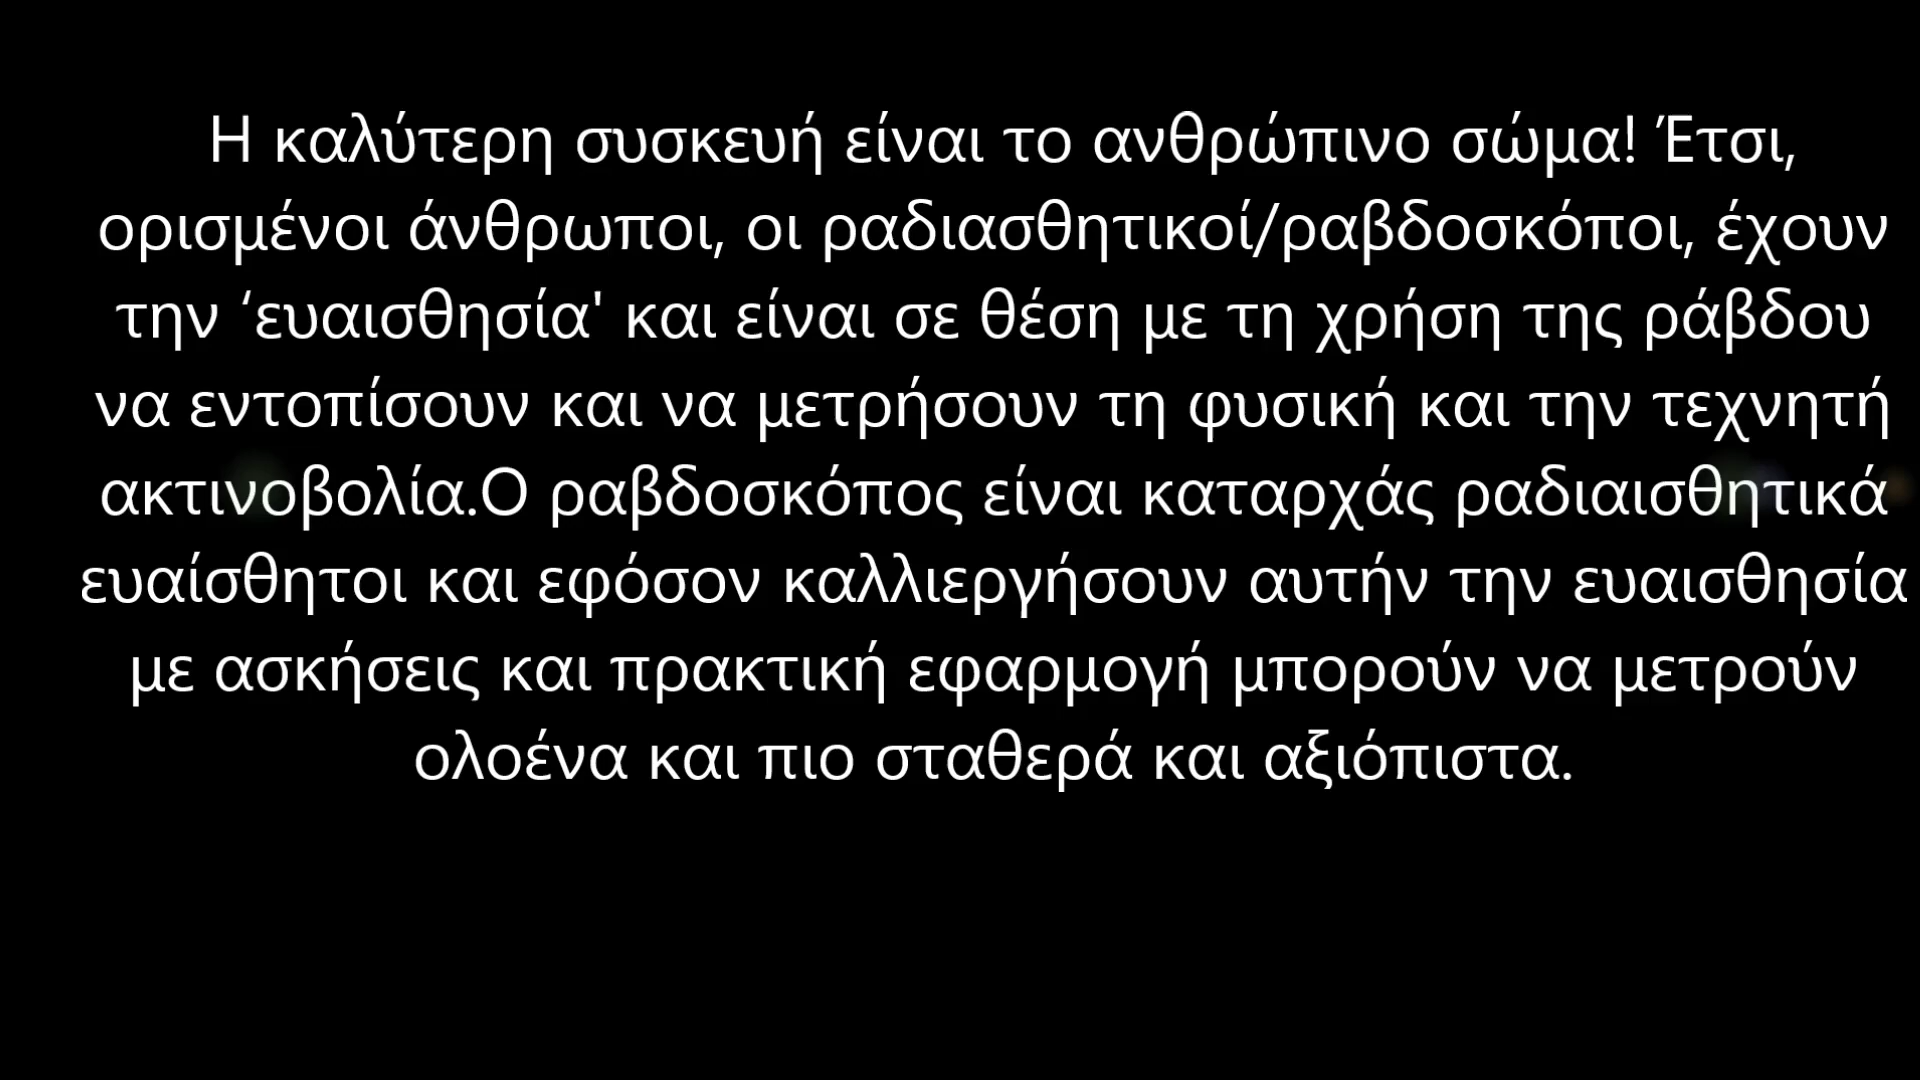 Η καλύτερη συσκευή είναι το ανθρώπινο σώμα! Έτσι,
ορισμένοι άνθρωποι, οι ραδιασθητικοί/ραβδοσκόποι, έχουν
την ‘ευαισθησία' και είναι σε θέση με τη χρήση της ράβδου
να εντοπίσουν και να μετρήσουν τη φυσική και την τεχνητή
ακτινοβολία.Ο ραβδοσκόπος είναι καταρχάς ραδιαισθητικά
ευαίσθητοι και εφόσον καλλιεργήσουν αυτήν την ευαισθησία
με ασκήσεις και πρακτική εφαρμογή μπορούν να μετρούν
ολοένα και πιο σταθερά και αξιόπιστα.